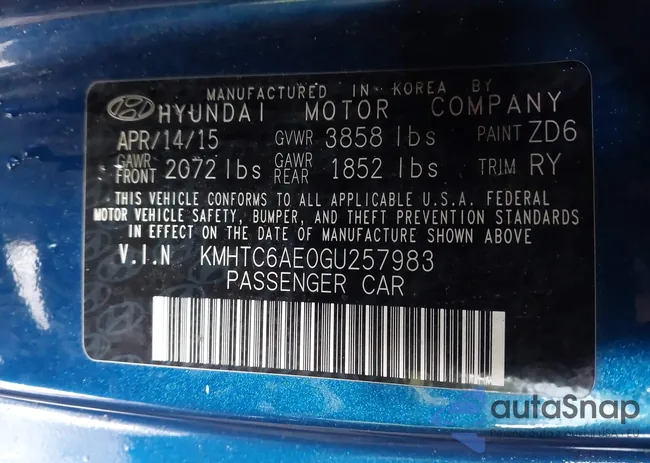 MANUFACTURED IN KOREA BY
HYUNDAI MOTOR COMPANY
APR/14/15 GVWR 3858 lbs PAINT ZD6
GAWR FRONT 2072 lbs GAWR REAR 1852 lbs TRIM RY
THIS VEHICLE CONFORMS TO ALL APPLICABLE U.S.A. FEDERAL
MOTOR VEHICLE SAFETY, BUMPER, AND THEFT PREVENTION STANDARDS
IN EFFECT ON THE DATE OF MANUFACTURE SHOWN ABOVE
V.I.N KMHTC6AE0GU257983
PASSENGER CAR
autaSnap